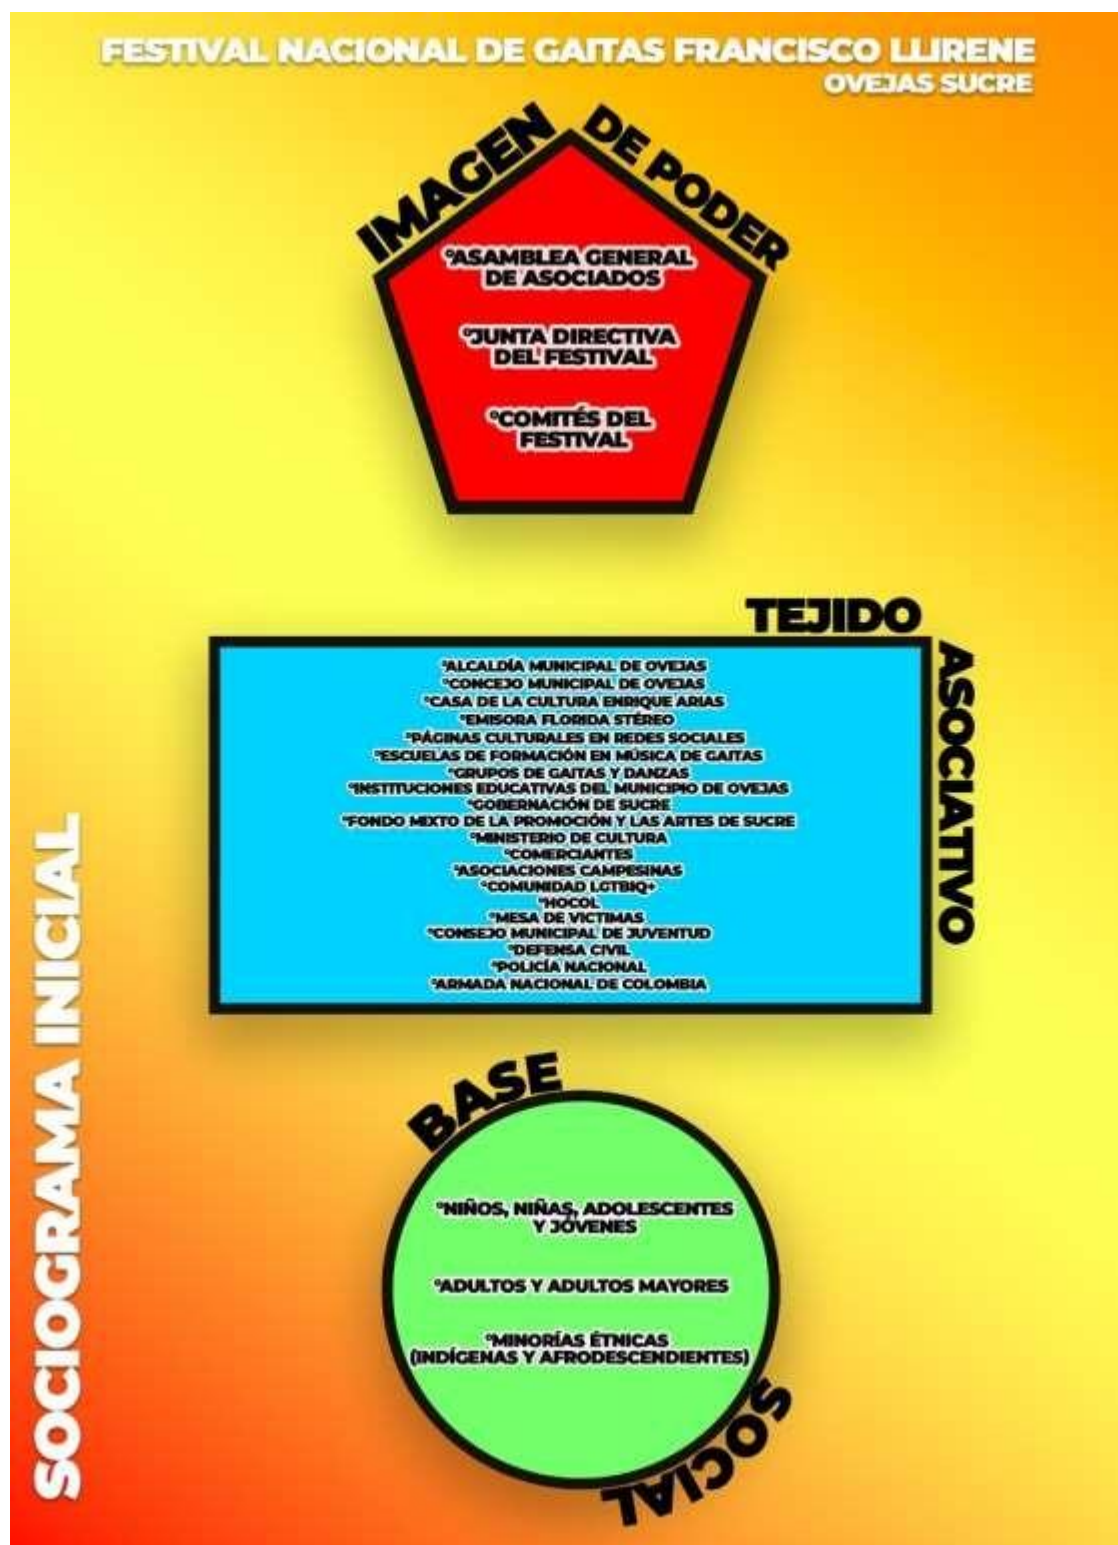 FESTIVAL NACIONAL DE GAITAS FRANCISCO LLIRENE
OVEJAS SUCRE
IMAGEN DE PODER
°ASAMBLEA GENERAL
DE ASOCIADOS
°JUNTA DIRECTIVA
DEL FESTIVAL
°COMITÉS DEL
FESTIVAL
TEJIDO
ASOCIATIVO
°ALCALDÍA MUNICIPAL DE OVEJAS
°CONCEJO MUNICIPAL DE OVEJAS
°CASA DE LA CULTURA ENRIQUE ARIAS
°EMISORA FLORIDA STÉREO
°PÁGINAS CULTURALES EN REDES SOCIALES
°ESCUELAS DE FORMACIÓN EN MÚSICA DE GAITAS
°GRUPOS DE GAITAS Y DANZAS
°INSTITUCIONES EDUCATIVAS DEL MUNICIPIO DE OVEJAS
°GOBERNACIÓN DE SUCRE
°FONDO MIXTO DE LA PROMOCIÓN Y LAS ARTES DE SUCRE
°MINISTERIO DE CULTURA
°COMERCIANTES
°ASOCIACIONES CAMPESINAS
°COMUNIDAD LGTBIQ+
°HOCOL
°MESA DE VICTIMAS
°CONSEJO MUNICIPAL DE JUVENTUD
°DEFENSA CIVIL
°POLICÍA NACIONAL
°ARMADA NACIONAL DE COLOMBIA
BASE
°NIÑOS, NIÑAS, ADOLESCENTES
Y JÓVENES
°ADULTOS Y ADULTOS MAYORES
°MINORÍAS ÉTNICAS
(INDÍGENAS Y AFRODESCENDIENTES)
SOCIAL
SOCIOGRAMA INICIAL